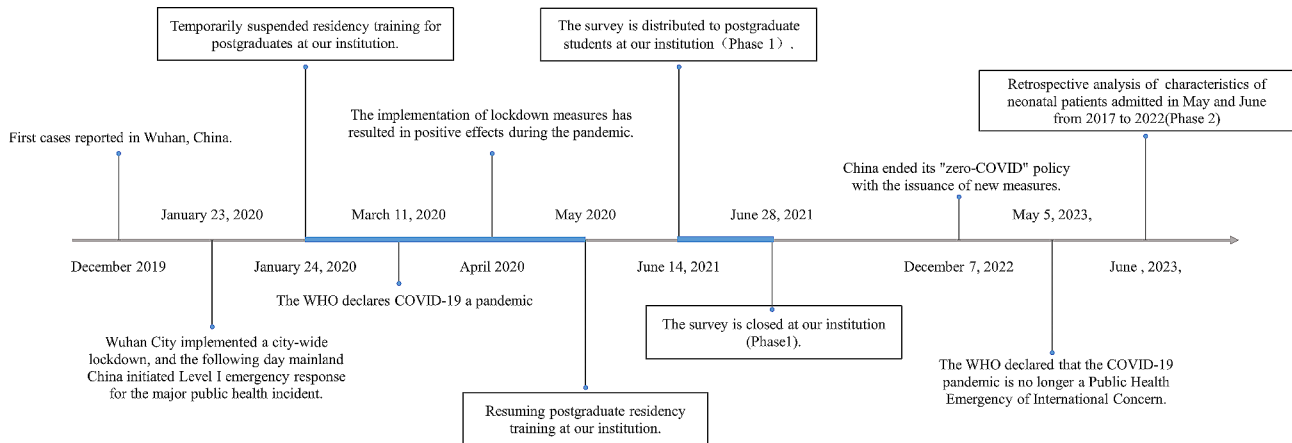 Temporarily suspended residency training for
postgraduates at our institution.
The survey is distributed to postgraduate
students at our institution（Phase 1）.
Retrospective analysis of characteristics of
neonatal patients admitted in May and June
from 2017 to 2022(Phase 2)
The implementation of lockdown measures has
resulted in positive effects during the pandemic.
First cases reported in Wuhan, China.
China ended its "zero-COVID" policy
with the issuance of new measures.
January 23, 2020
March 11, 2020
May 2020
June 28, 2021
May 5, 2023,
December 2019
January 24, 2020
April 2020
June 14, 2021
December 7, 2022
June , 2023,
The WHO declares COVID-19 a pandemic
The survey is closed at our institution
(Phase1).
Wuhan City implemented a city-wide
lockdown, and the following day mainland
China initiated Level I emergency response
for the major public health incident.
The WHO declared that the COVID-19
pandemic is no longer a Public Health
Emergency of International Concern.
Resuming postgraduate residency
training at our institution.